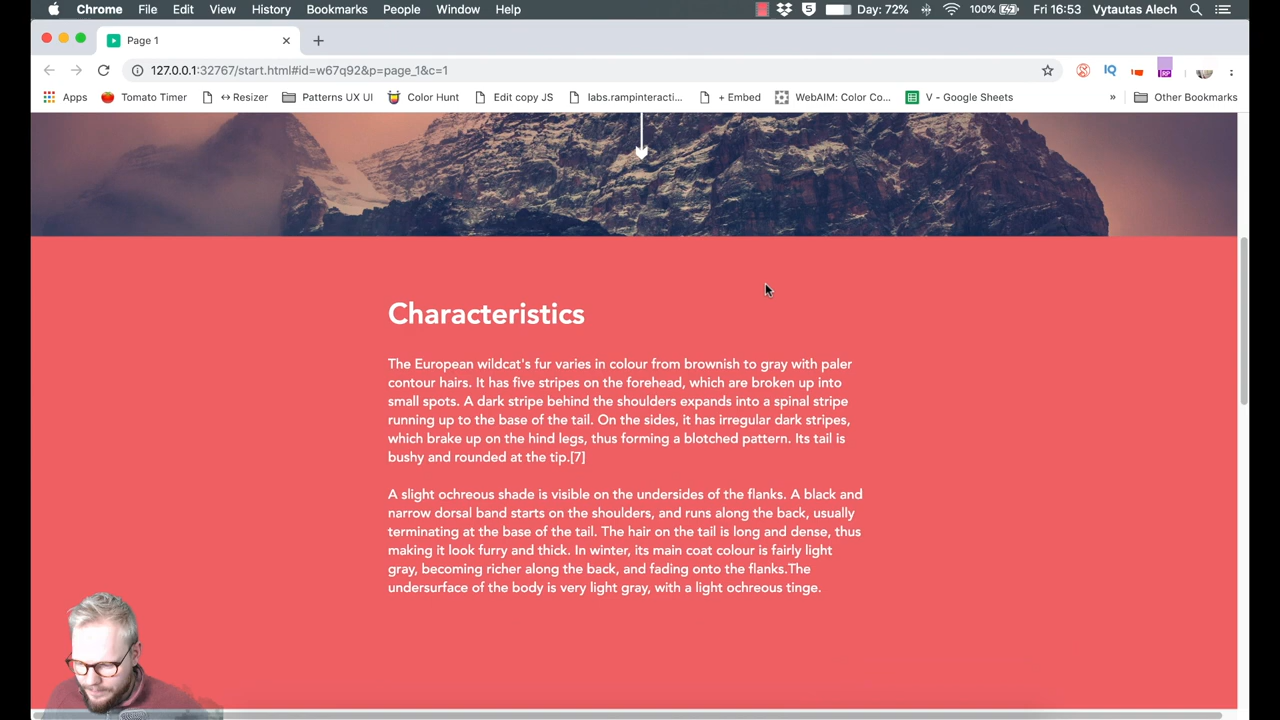 Chrome File Edit View History Bookmarks People Window Help 5 Day: 72% 100% Fri 16:53 Vytautas Alech
Page 1
127.0.0.1:32767/start.html#id=w67q92&p=page_1&c=1 IQ RP
Apps Tomato Timer ↔Resizer Patterns UX UI Color Hunt Edit copy JS labs.rampinteracti... + Embed WebAIM: Color Co... V - Google Sheets » Other Bookmarks
Characteristics
The European wildcat's fur varies in colour from brownish to gray with paler
contour hairs. It has five stripes on the forehead, which are broken up into
small spots. A dark stripe behind the shoulders expands into a spinal stripe
running up to the base of the tail. On the sides, it has irregular dark stripes,
which brake up on the hind legs, thus forming a blotched pattern. Its tail is
bushy and rounded at the tip.[7]
A slight ochreous shade is visible on the undersides of the flanks. A black and
narrow dorsal band starts on the shoulders, and runs along the back, usually
terminating at the base of the tail. The hair on the tail is long and dense, thus
making it look furry and thick. In winter, its main coat colour is fairly light
gray, becoming richer along the back, and fading onto the flanks.The
undersurface of the body is very light gray, with a light ochreous tinge.